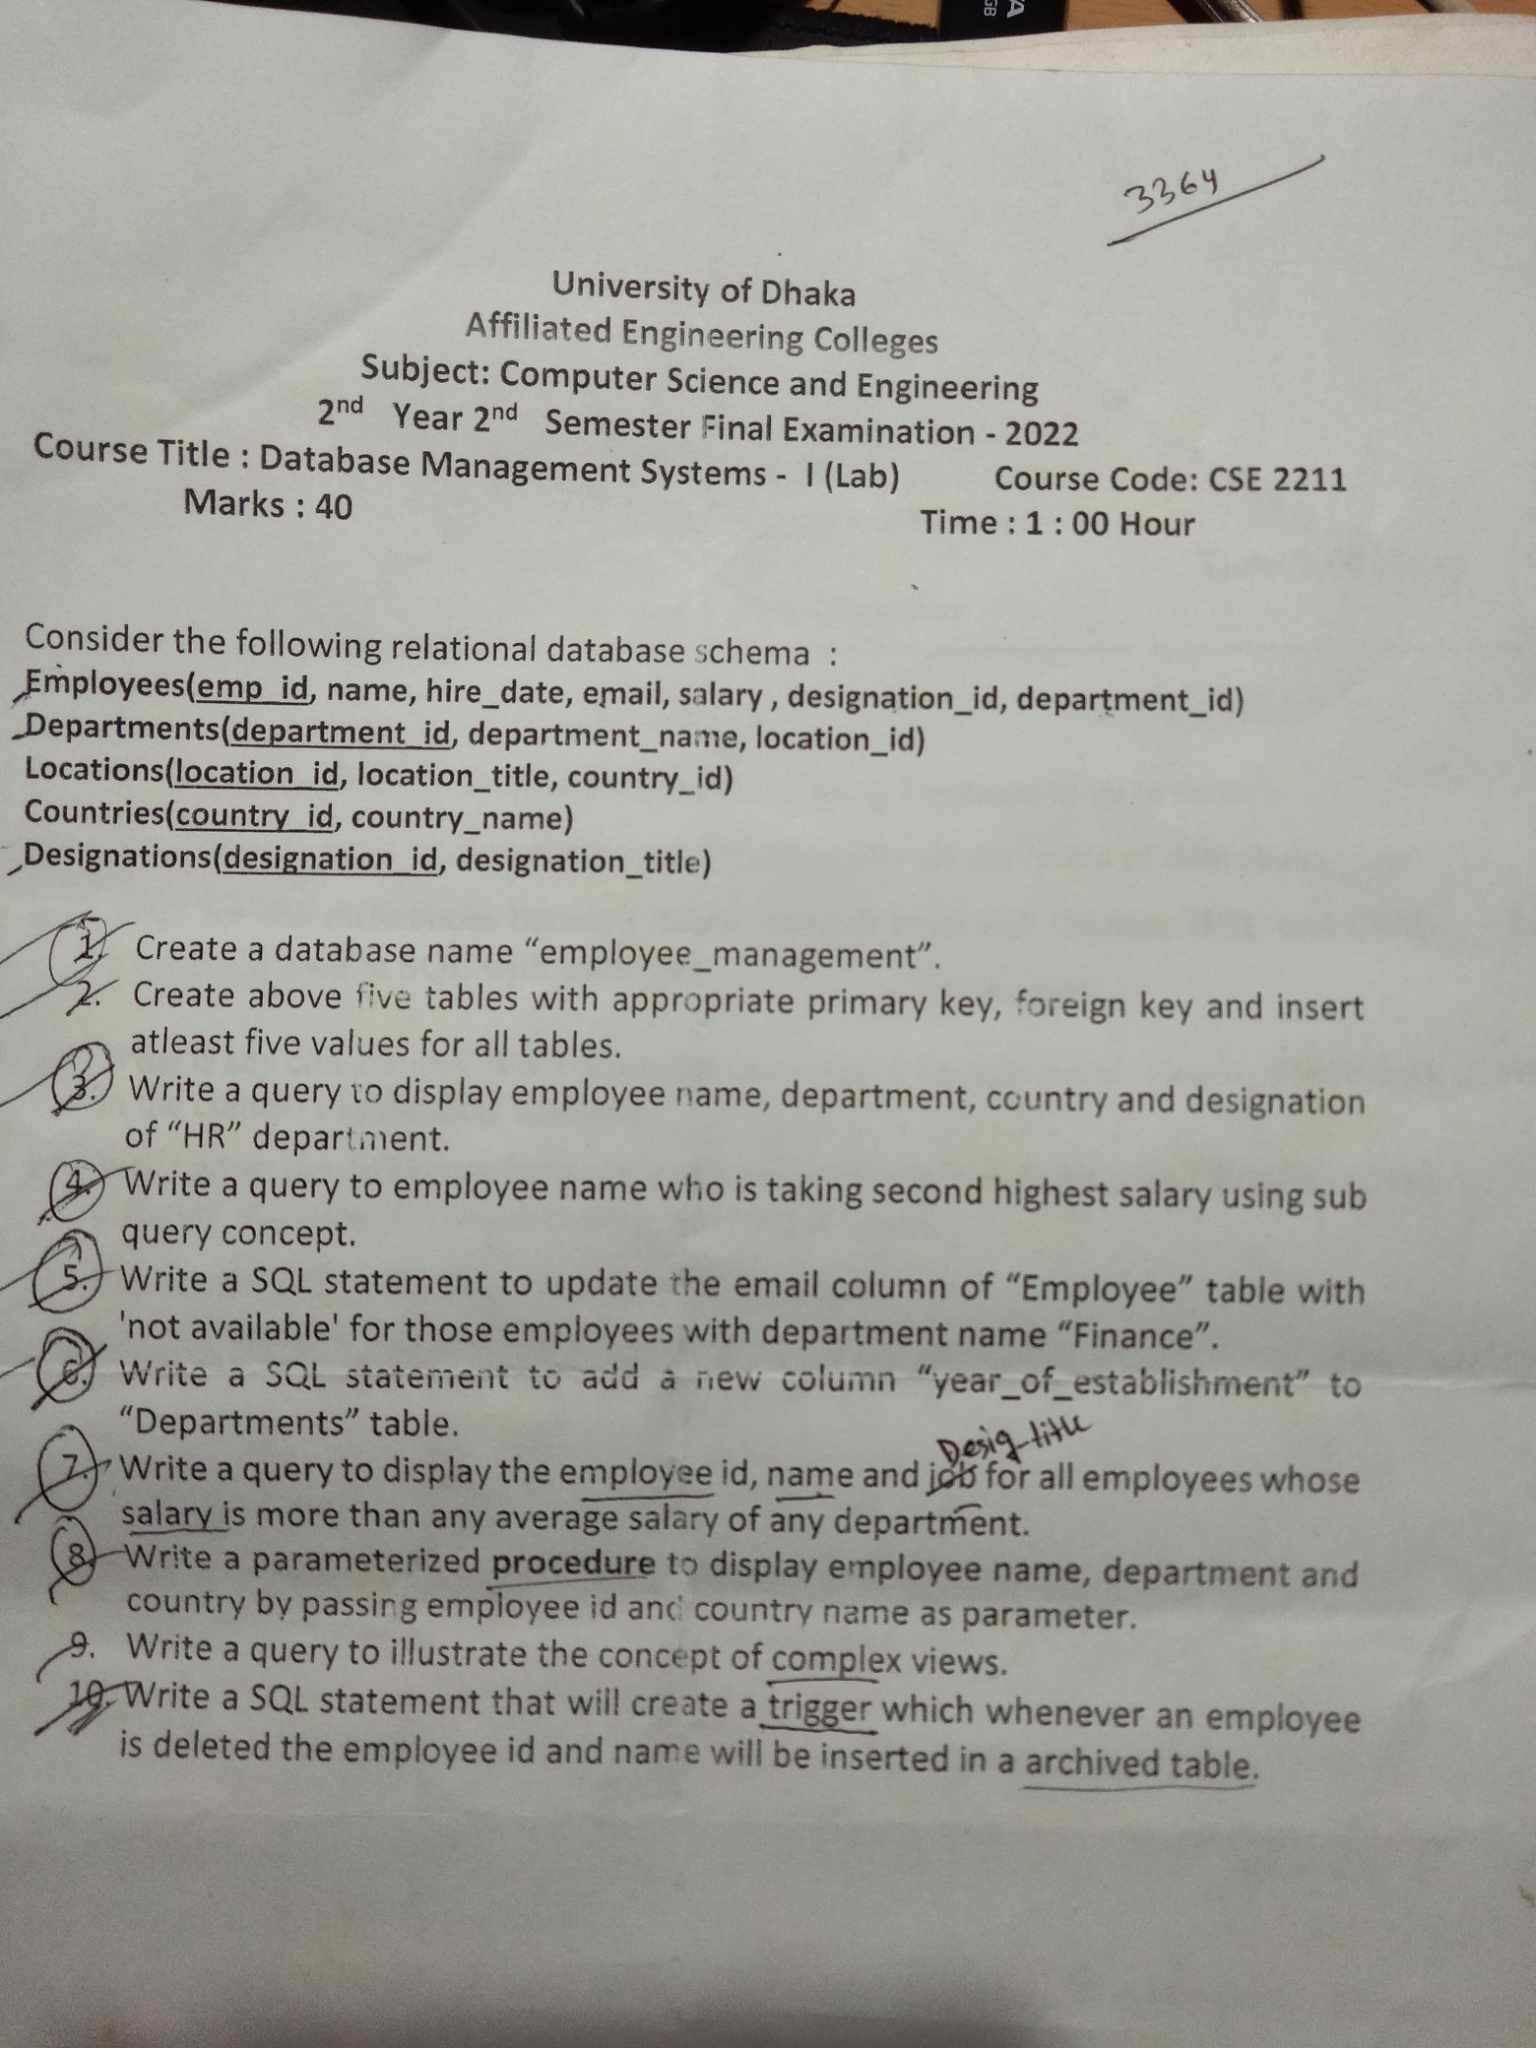 TA
GB
3364
University of Dhaka
Affiliated Engineering Colleges
Subject: Computer Science and Engineering
2nd Year 2nd Semester Final Examination - 2022
Course Title : Database Management Systems - I (Lab) Course Code: CSE 2211
Marks : 40 Time : 1 : 00 Hour
Consider the following relational database schema :
Employees(emp_id, name, hire_date, email, salary , designation_id, department_id)
Departments(department_id, department_name, location_id)
Locations(location_id, location_title, country_id)
Countries(country_id, country_name)
Designations(designation_id, designation_title)
1. Create a database name “employee_management”.
2. Create above five tables with appropriate primary key, foreign key and insert
atleast five values for all tables.
3. Write a query to display employee name, department, country and designation
of “HR” department.
4. Write a query to employee name who is taking second highest salary using sub
query concept.
5. Write a SQL statement to update the email column of “Employee” table with
'not available' for those employees with department name “Finance”.
6. Write a SQL statement to add a new column “year_of_establishment” to
“Departments” table.
Desig-title
7. Write a query to display the employee id, name and job for all employees whose
salary is more than any average salary of any department.
8. Write a parameterized procedure to display employee name, department and
country by passing employee id and country name as parameter.
9. Write a query to illustrate the concept of complex views.
10. Write a SQL statement that will create a trigger which whenever an employee
is deleted the employee id and name will be inserted in a archived table.